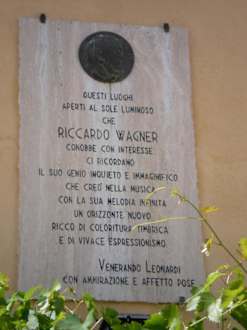 QUESTI LUOGHI
APERTI AL SOLE LUMINOSO
CHE
RICCARDO WAGNER
CONOBBE CON INTERESSE
CI RICORDANO
IL SUO GENIO INQUIETO E IMMAGINIFICO
CHE CREÒ NELLA MUSICA
CON LA SUA MELODIA INFINITA
UN ORIZZONTE NUOVO
RICCO DI COLORITURA TIMBRICA
E DI VIVACE ESPRESSIONISMO.
VENERANDO LEONARDI
CON AMMIRAZIONE E AFFETTO POSE